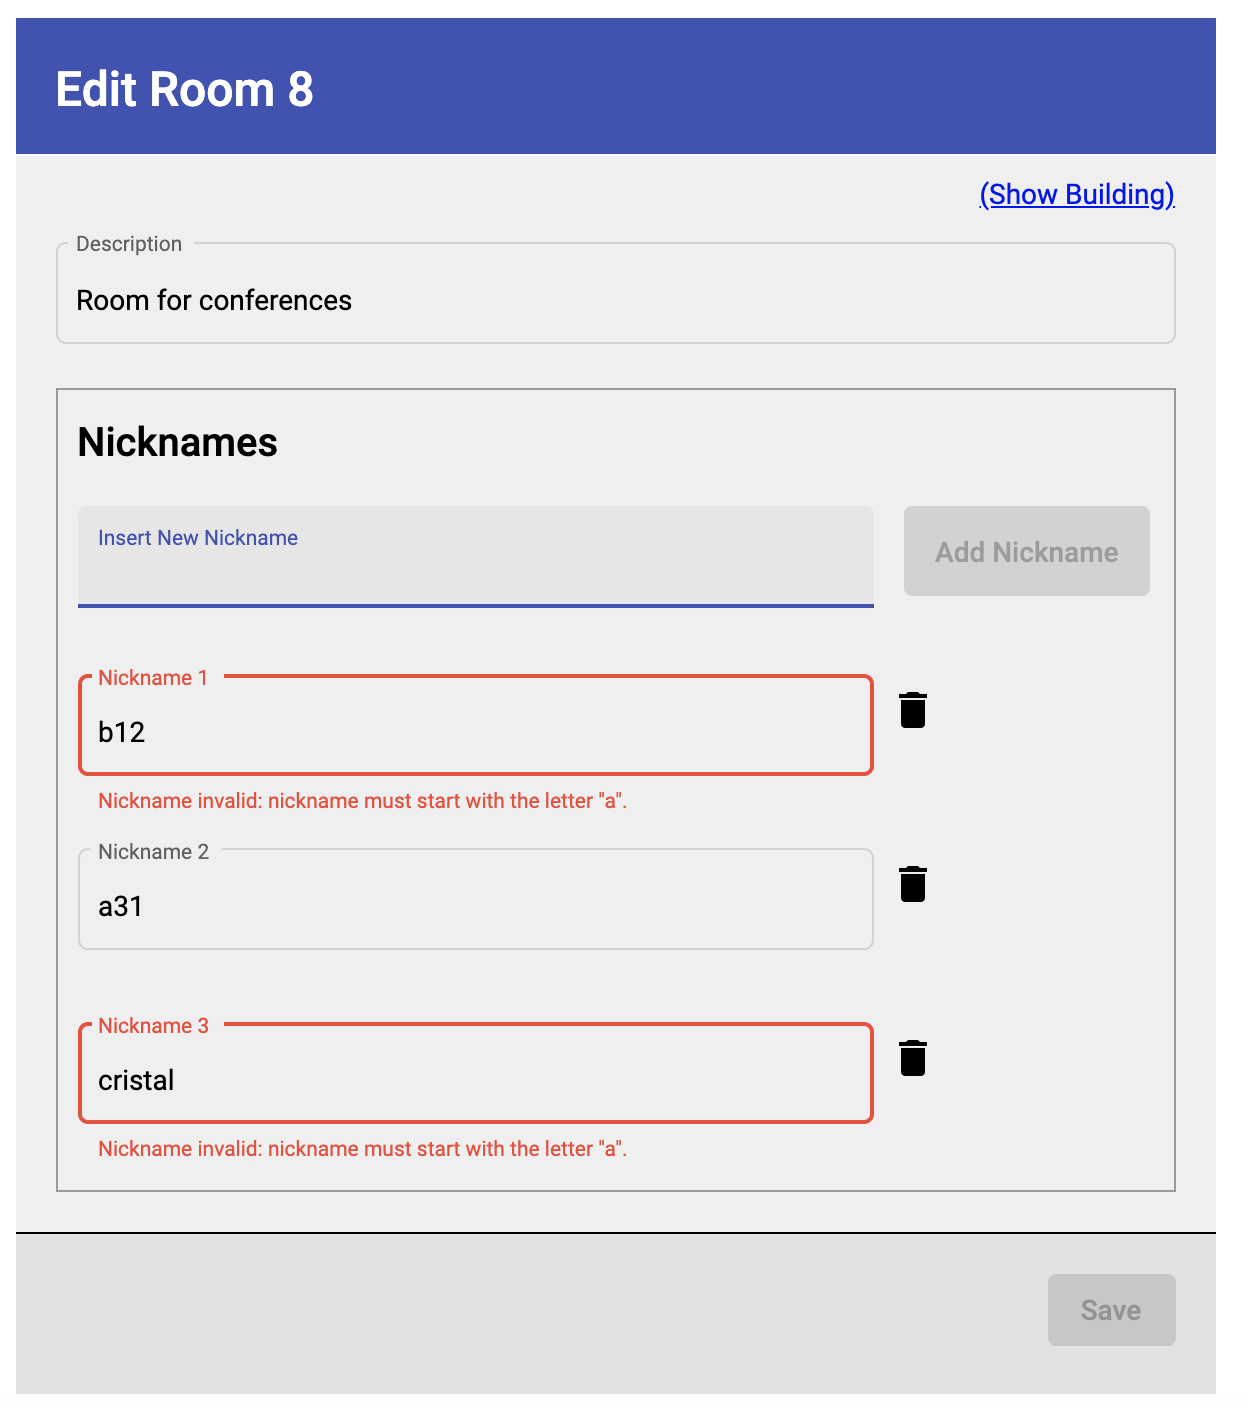 Edit Room 8
(Show Building)
Description
Room for conferences
Nicknames
Insert New Nickname
Add Nickname
Nickname 1
b12
Nickname invalid: nickname must start with the letter "a".
Nickname 2
a31
Nickname 3
cristal
Nickname invalid: nickname must start with the letter "a".
Save